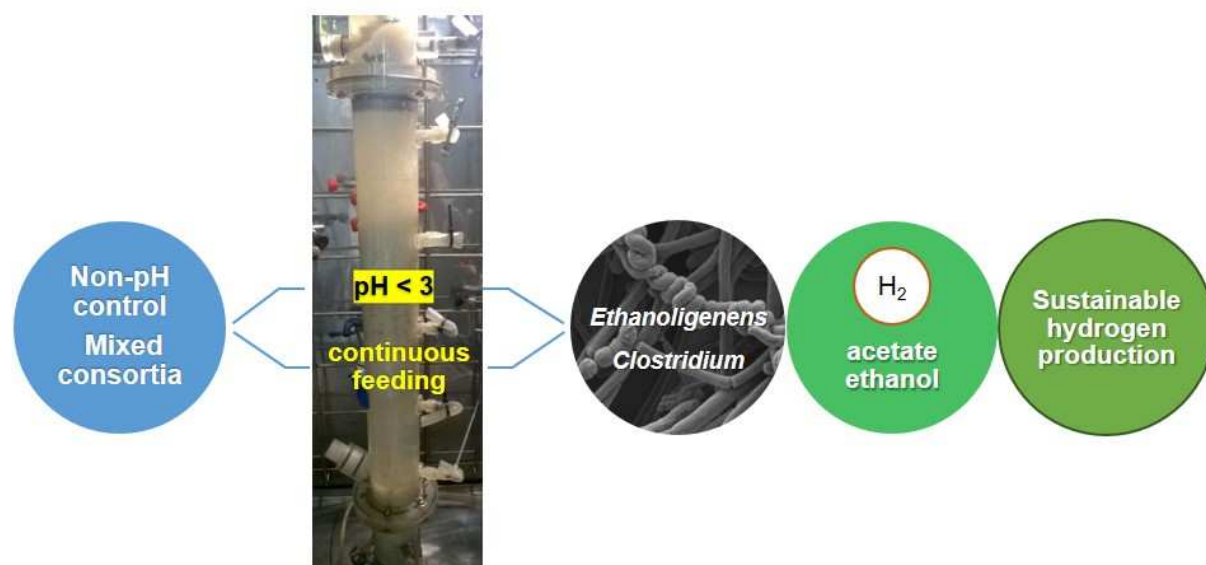 Non-pH
control
Mixed
consortia
pH < 3
continuous
feeding
Ethanoligenens
Clostridium
H₂
acetate
ethanol
Sustainable
hydrogen
production